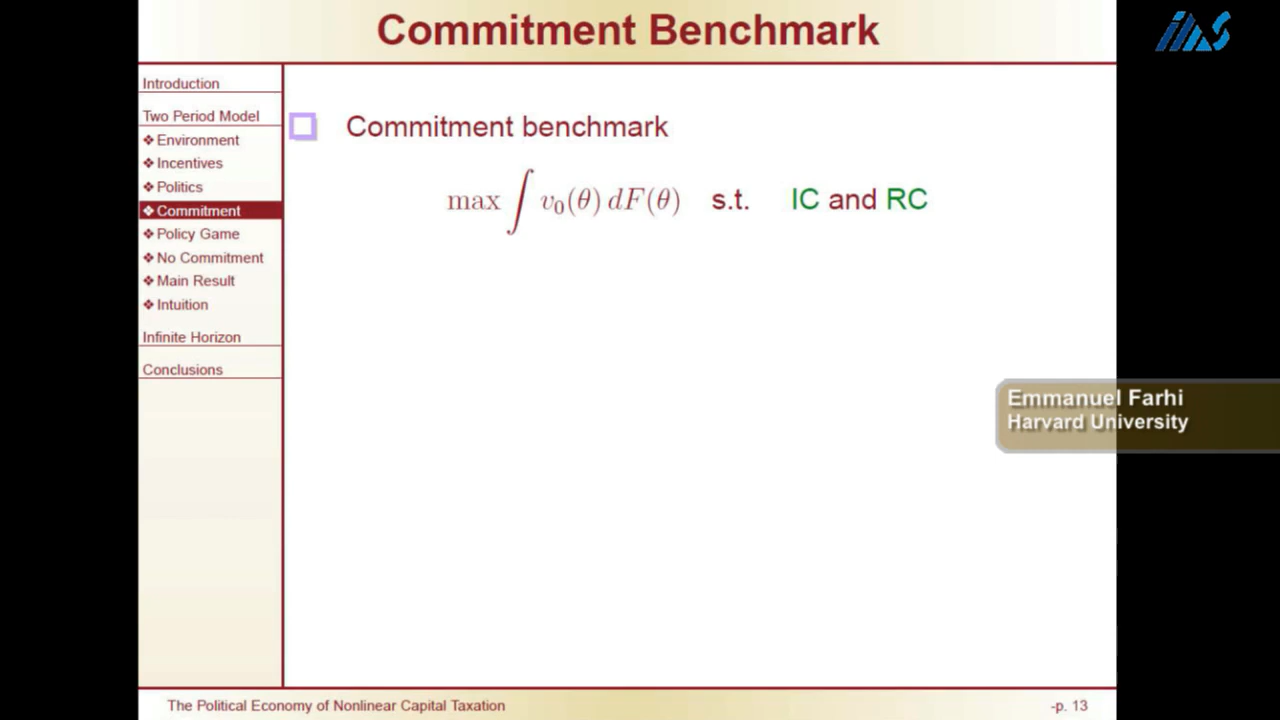 Commitment Benchmark
IMS
Introduction
Two Period Model
❖ Environment
❖ Incentives
❖ Politics
❖ Commitment
❖ Policy Game
❖ No Commitment
❖ Main Result
❖ Intuition
Infinite Horizon
Conclusions
Commitment benchmark
max ∫ v₀(θ) dF(θ) s.t. IC and RC
Emmanuel Farhi
Harvard University
The Political Economy of Nonlinear Capital Taxation
-p. 13